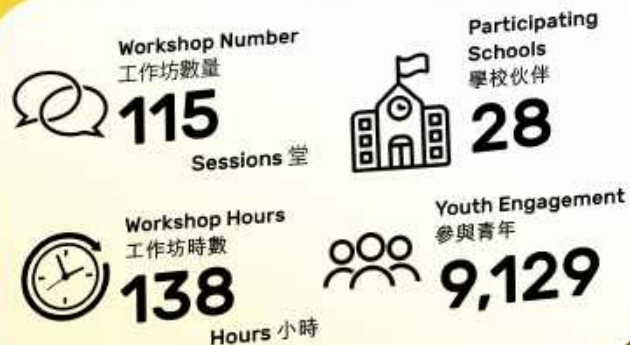 Workshop Number
工作坊數量
115
Sessions 堂
Participating
Schools
學校伙伴
28
Workshop Hours
工作坊時數
138
Hours 小時
Youth Engagement
參與青年
9,129